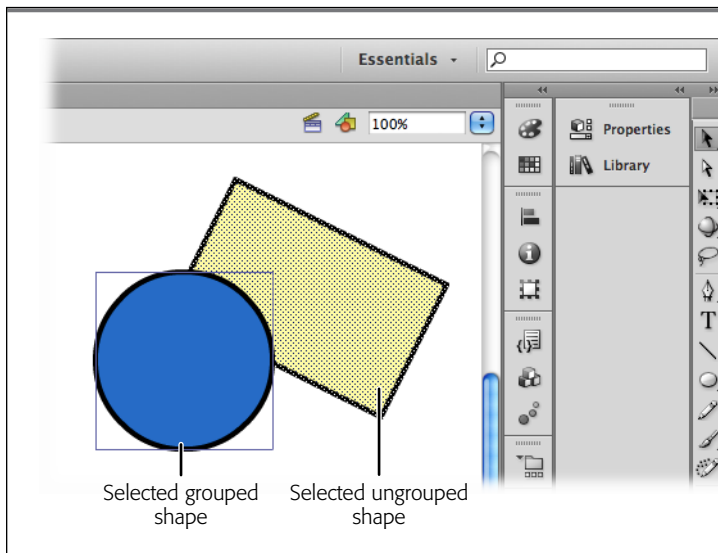 Essentials
100%
Properties
Library
T
Selected grouped
shape
Selected ungrouped
shape